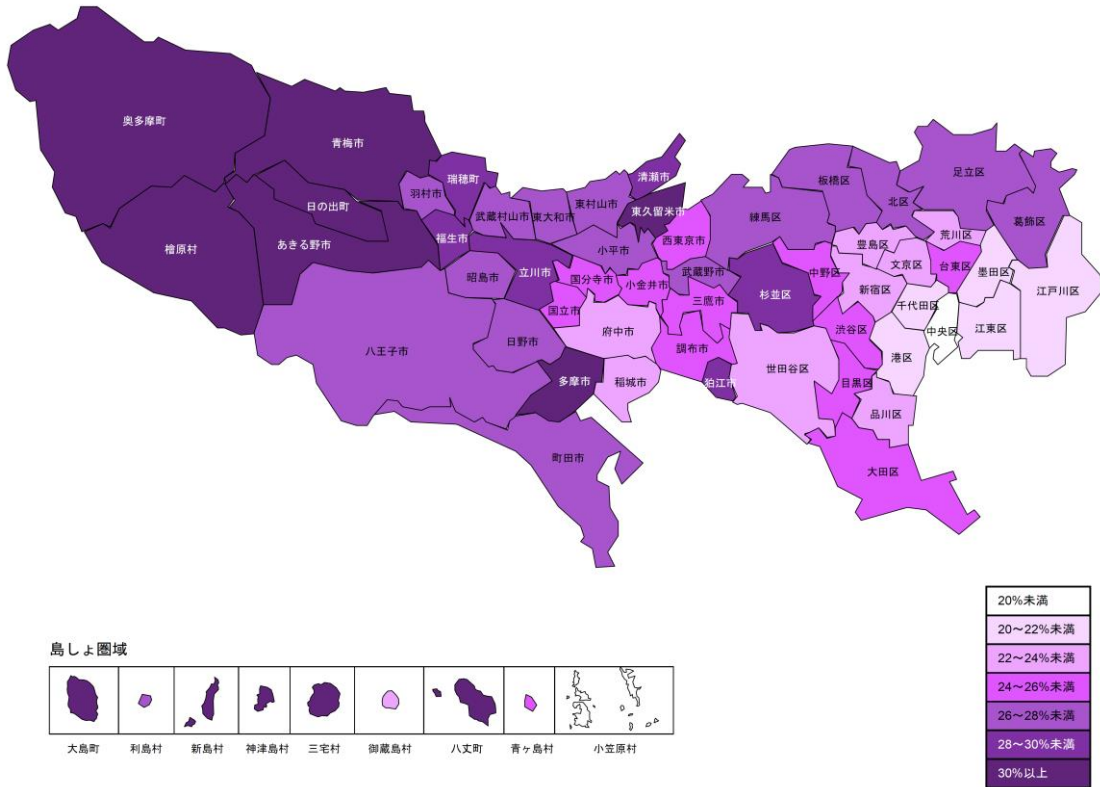 奥多摩町
青梅市
瑞穂町
清瀬市
羽村市
日の出町
武蔵村山市
東大和市
東村山市
東久留米市
板橋区
足立区
北区
葛飾区
練馬区
檜原村
あきる野市
福生市
小平市
西東京市
豊島区
荒川区
昭島市
立川市
国分寺市
小金井市
武蔵野市
中野区
文京区
台東区
墨田区
江戸川区
国立市
三鷹市
杉並区
新宿区
千代田区
八王子市
日野市
府中市
調布市
渋谷区
中央区
江東区
多摩市
稲城市
狛江市
世田谷区
目黒区
港区
品川区
町田市
大田区
島しょ圏域
大島町
利島村
新島村
神津島村
三宅村
御蔵島村
八丈町
青ヶ島村
小笠原村
20%未満
20～22%未満
22～24%未満
24～26%未満
26～28%未満
28～30%未満
30%以上